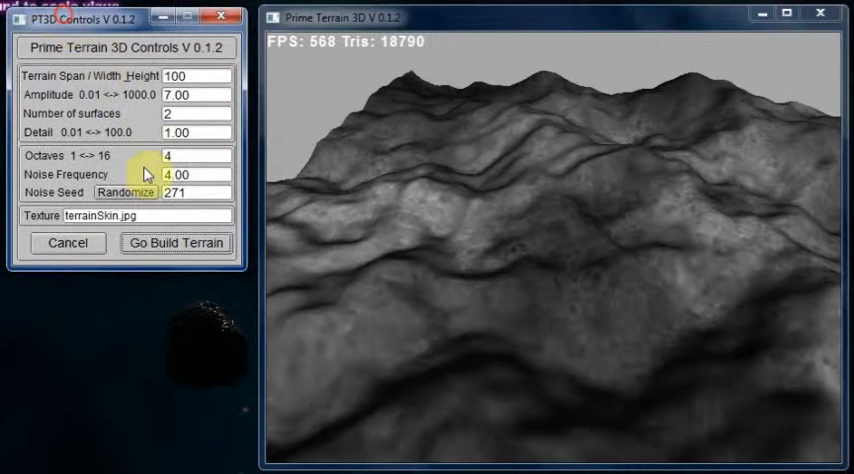 PT3D Controls V 0.1.2
Prime Terrain 3D Controls V 0.1.2
Terrain Span / Width_Height 100
Amplitude 0.01 <-> 1000.0 7.00
Number of surfaces 2
Detail 0.01 <-> 100.0 1.00
Octaves 1 <-> 16 4
Noise Frequency 4.00
Noise Seed Randomize 271
Texture terrainSkin.jpg
Cancel Go Build Terrain
Prime Terrain 3D V 0.1.2
FPS: 568 Tris: 18790